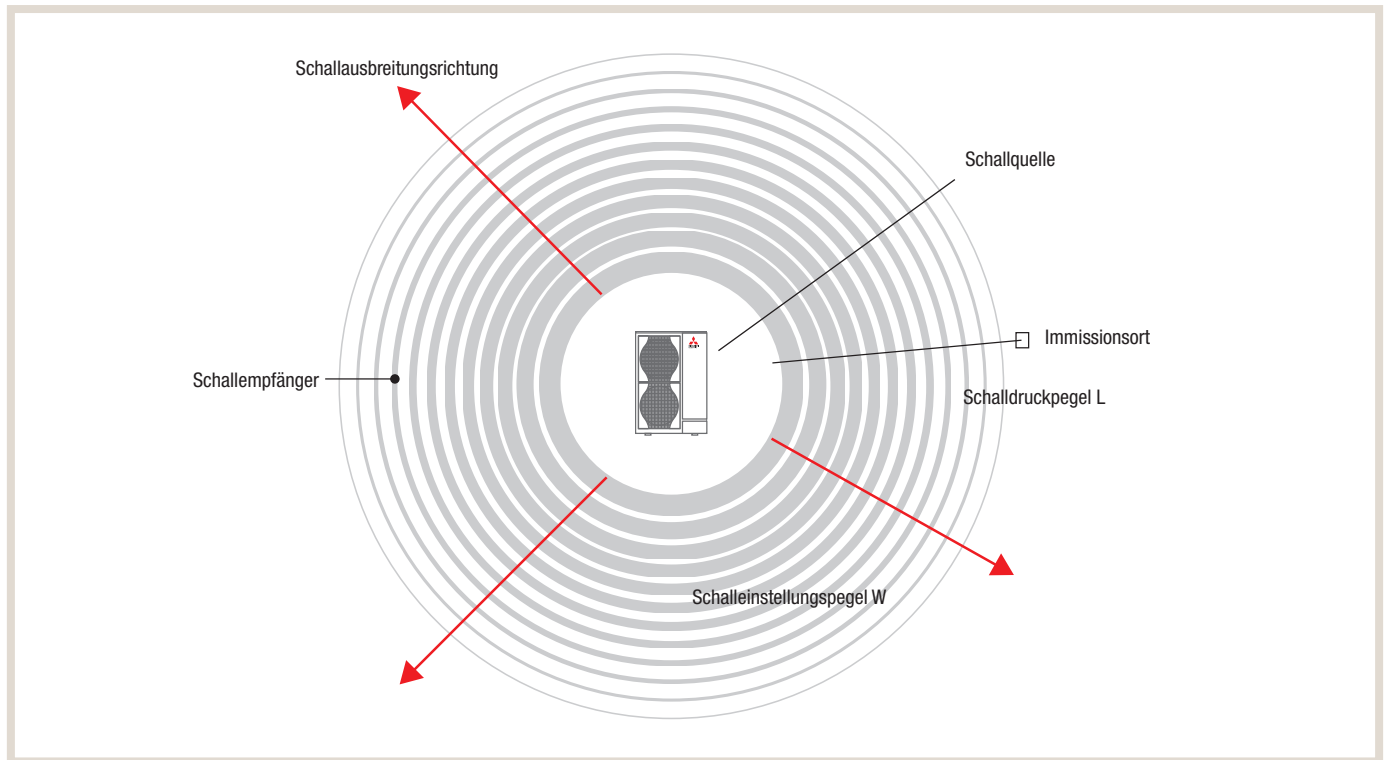 Schallausbreitungsrichtung
Schallquelle
Immissionsort
Schallempfänger
Schalldruckpegel L
Schalleinstellungspegel W